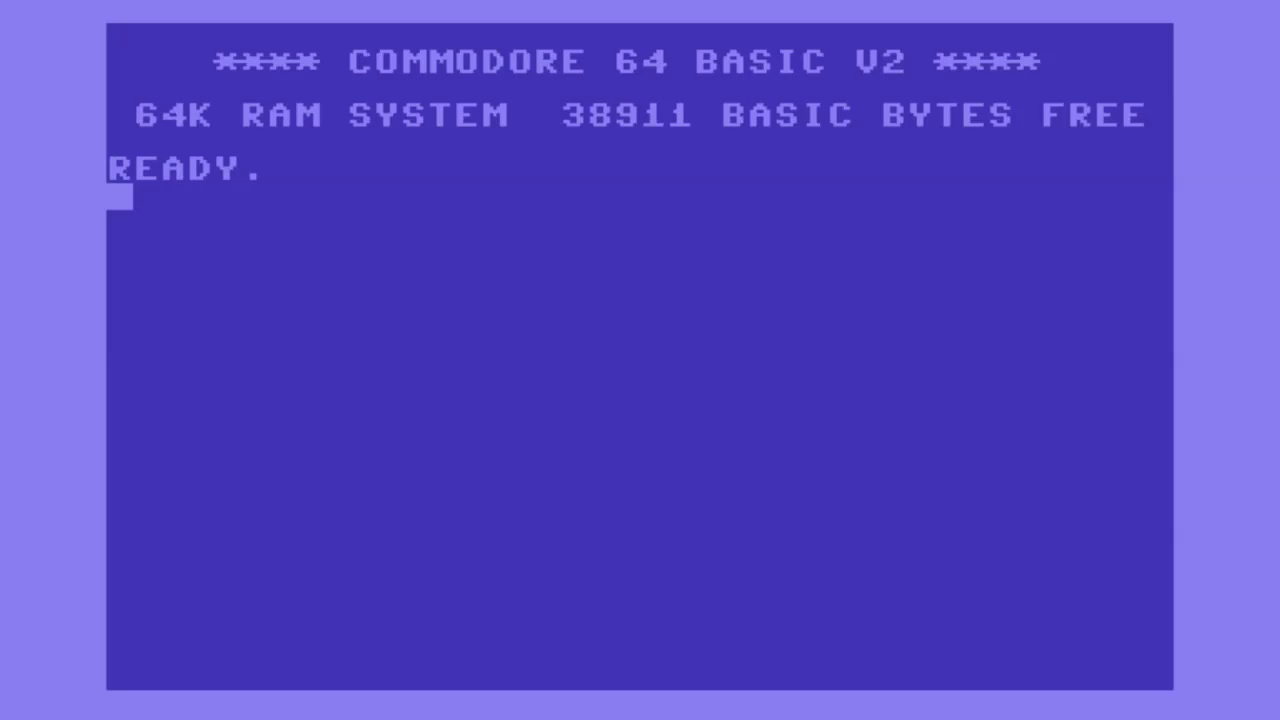 **** COMMODORE 64 BASIC V2 ****
64K RAM SYSTEM  38911 BASIC BYTES FREE
READY.